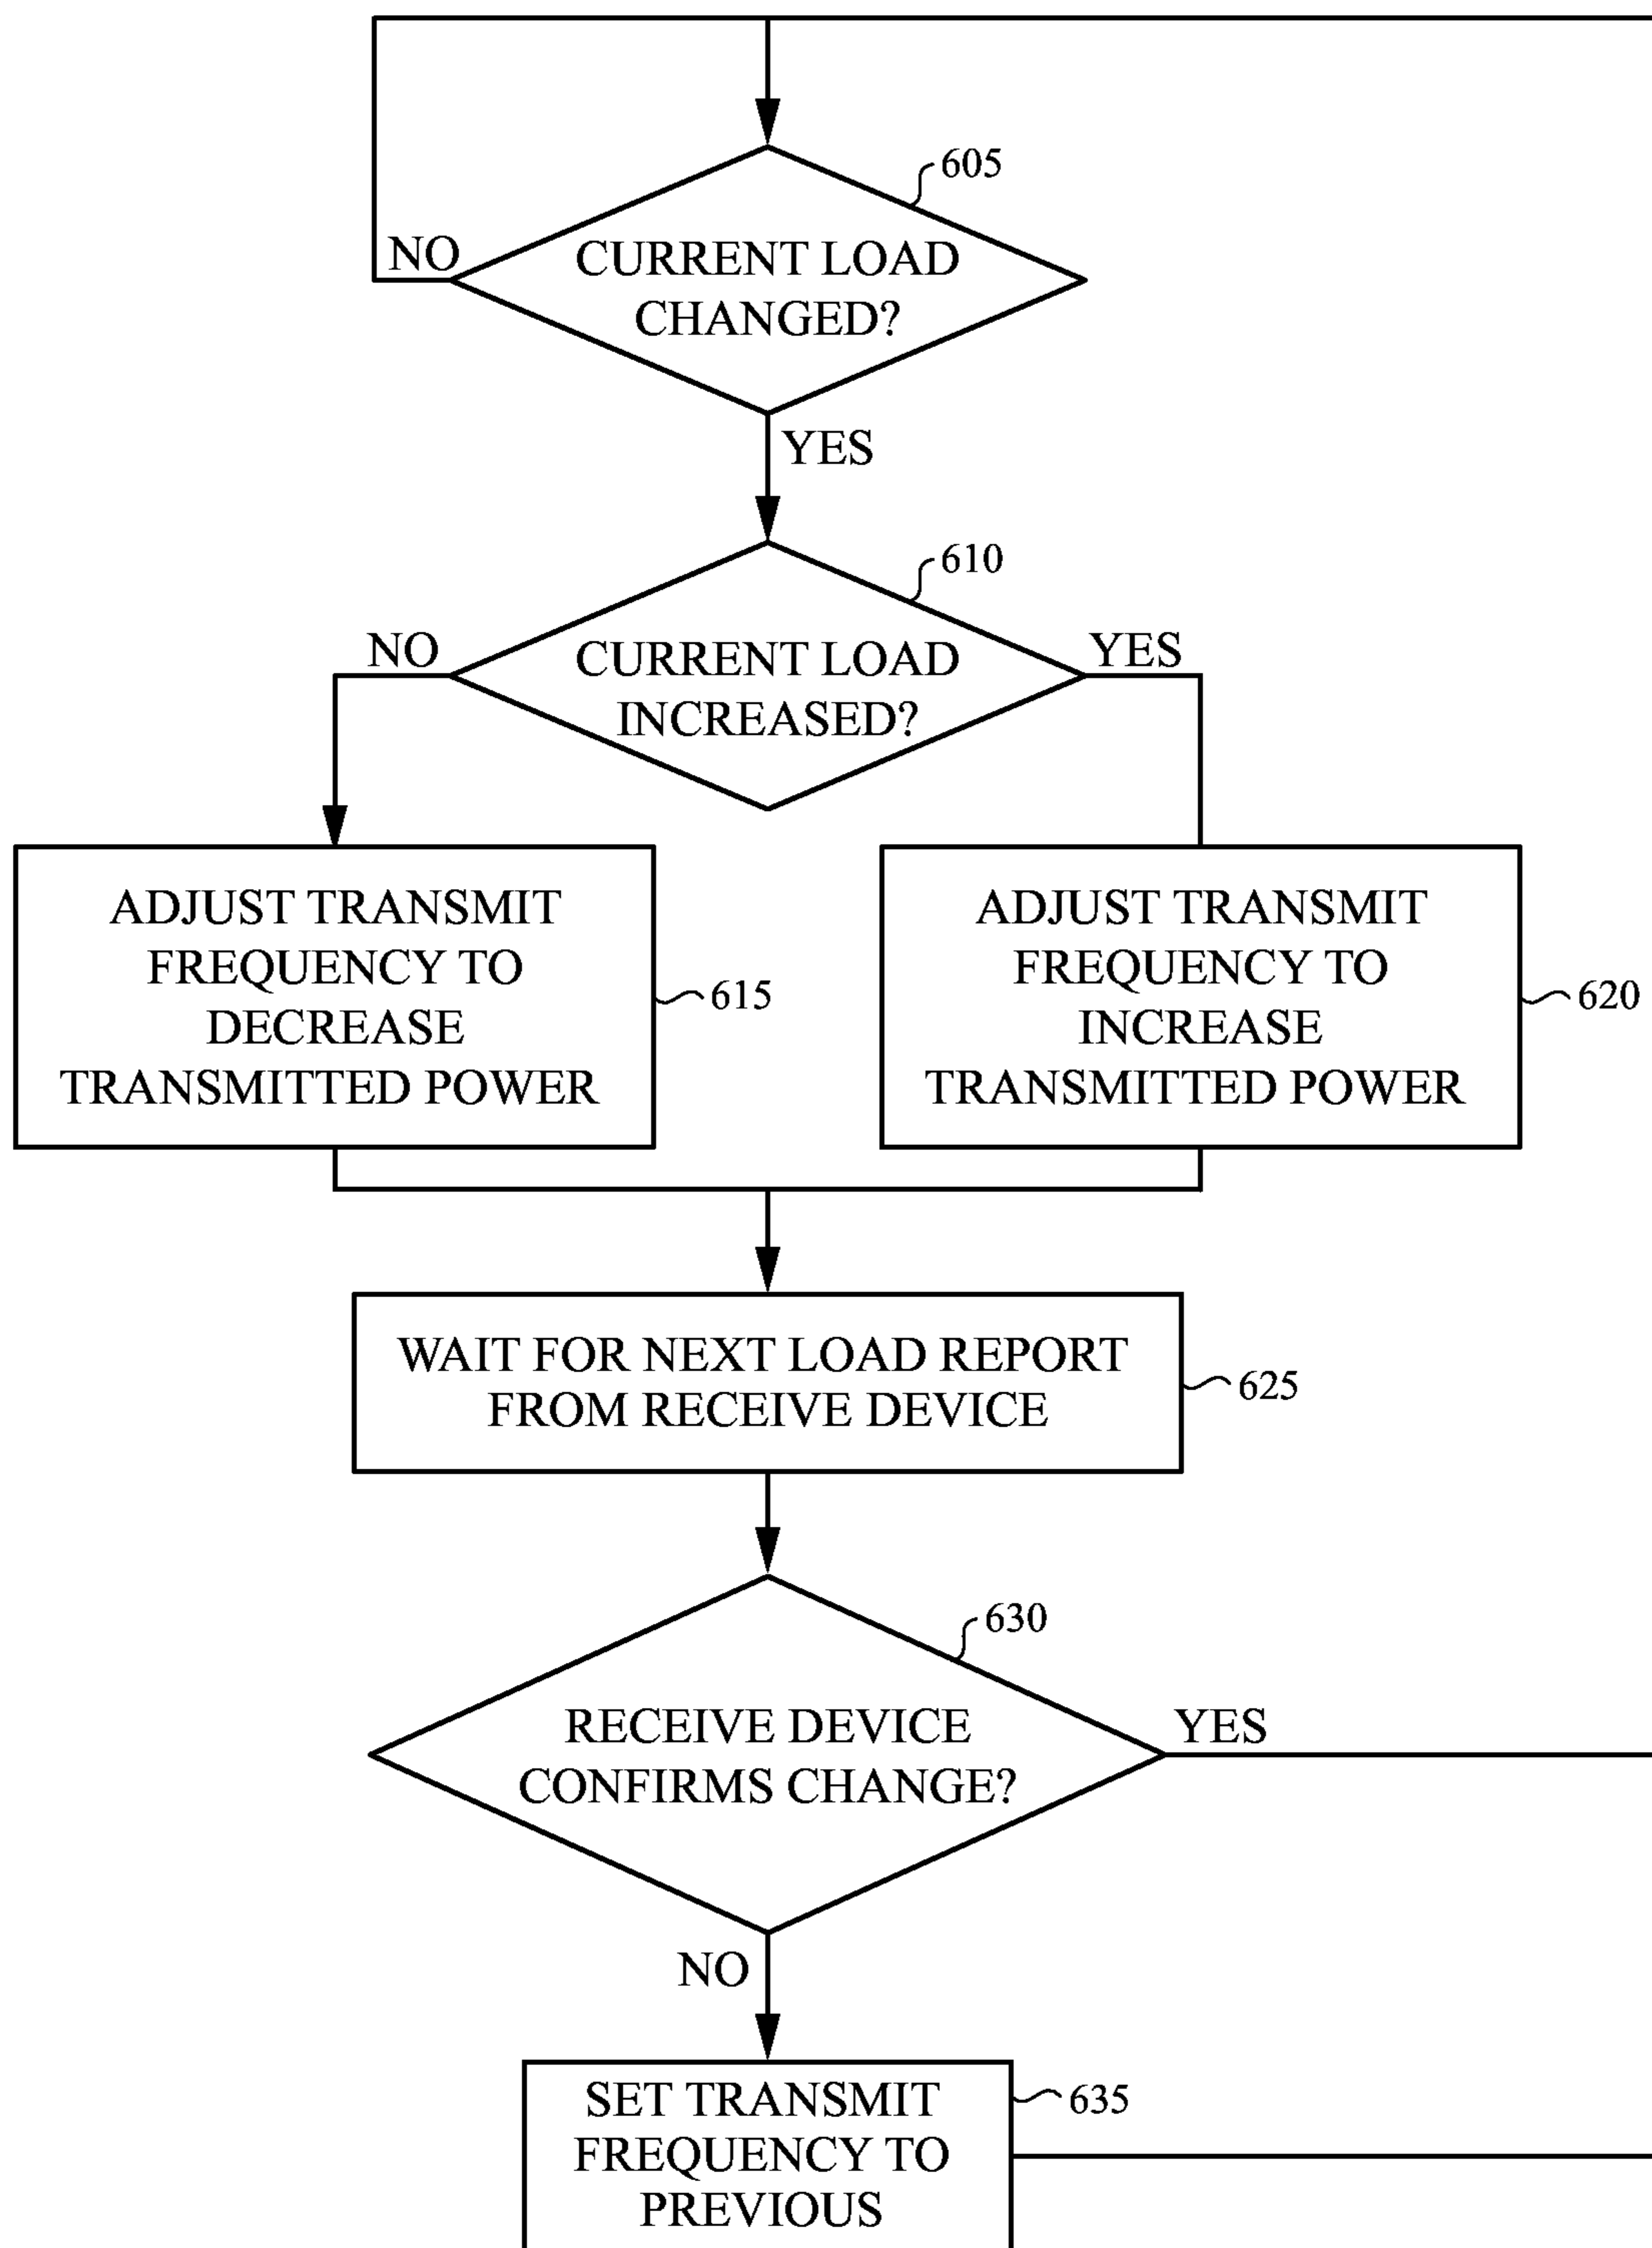 605
NO
CURRENT LOAD
CHANGED?
YES
610
NO
CURRENT LOAD
INCREASED?
YES
ADJUST TRANSMIT
FREQUENCY TO
DECREASE
TRANSMITTED POWER
615
ADJUST TRANSMIT
FREQUENCY TO
INCREASE
TRANSMITTED POWER
620
WAIT FOR NEXT LOAD REPORT
FROM RECEIVE DEVICE
625
630
RECEIVE DEVICE
CONFIRMS CHANGE?
YES
NO
SET TRANSMIT
FREQUENCY TO
PREVIOUS
635